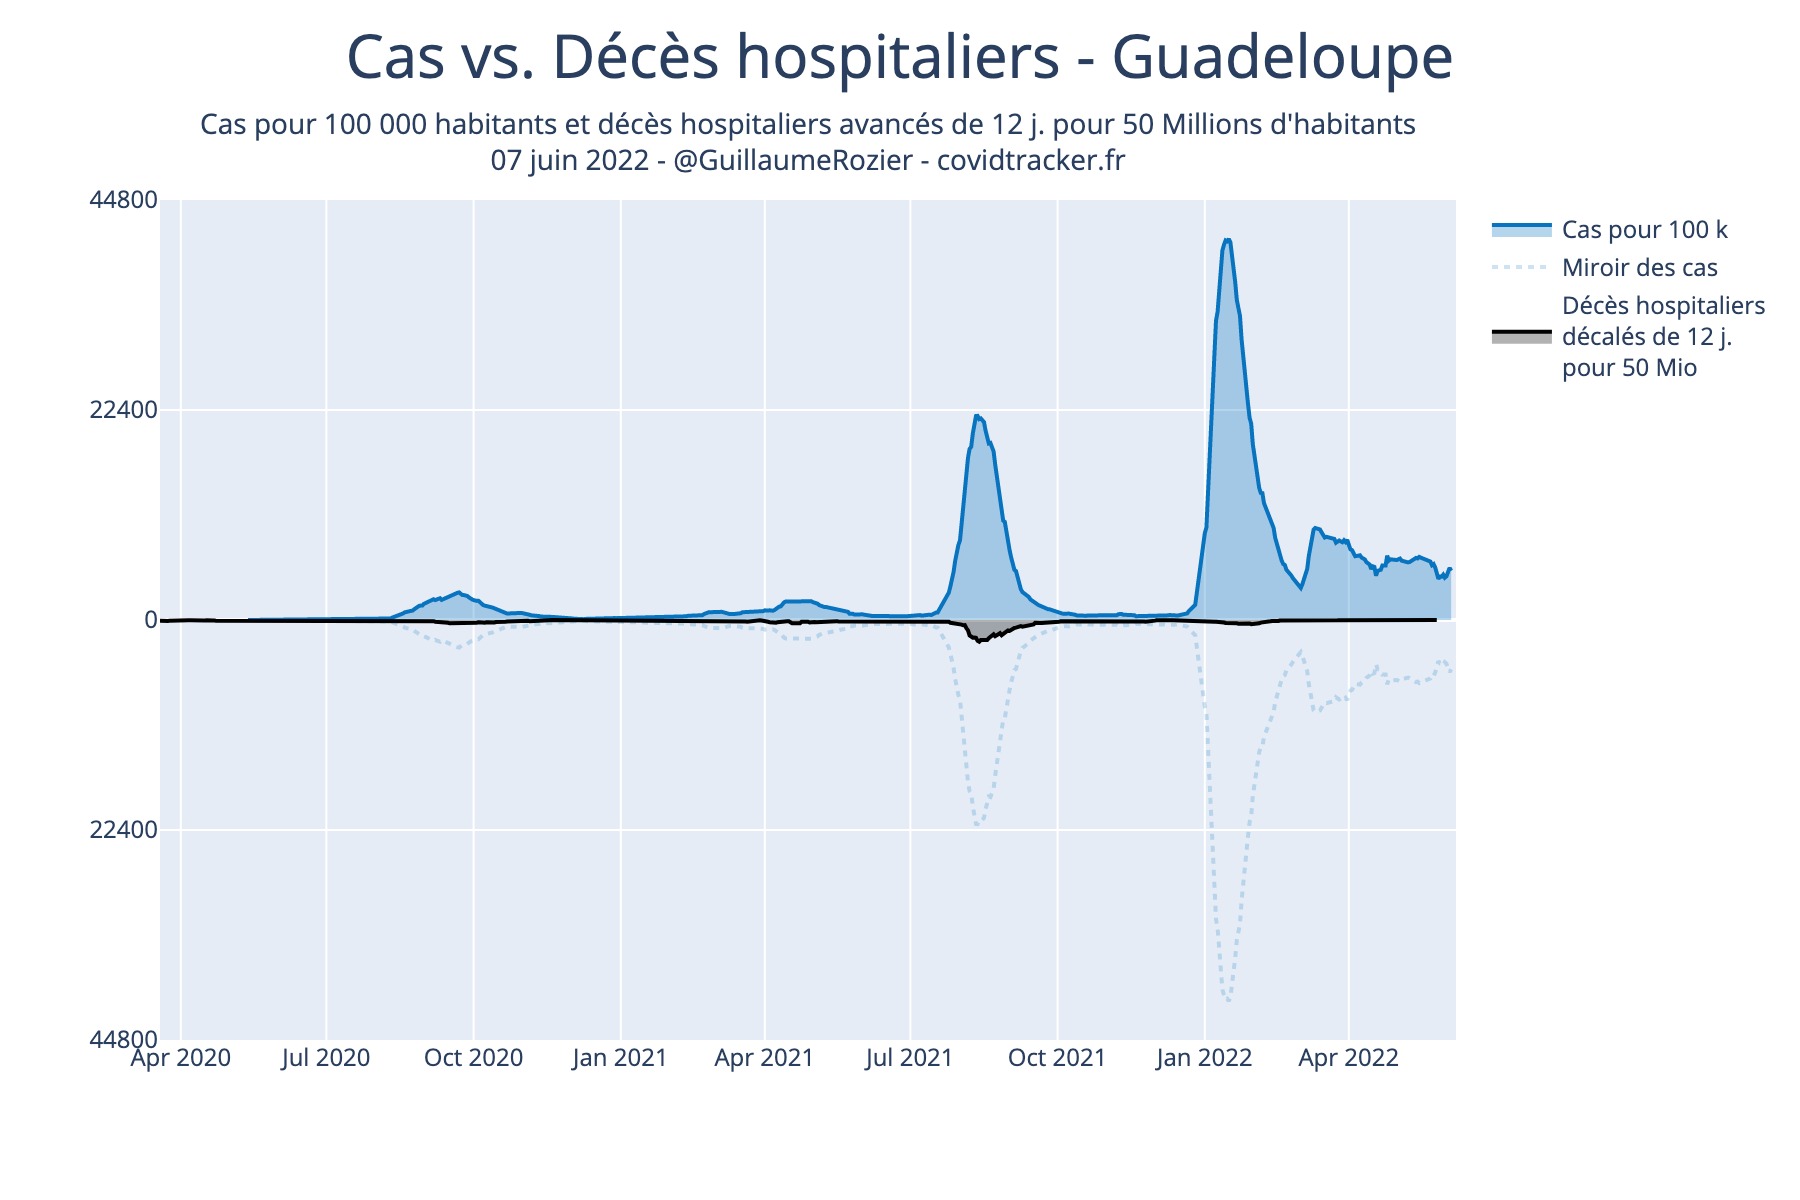 Cas vs. Décès hospitaliers - Guadeloupe
Cas pour 100 000 habitants et décès hospitaliers avancés de 12 j. pour 50 Millions d'habitants
07 juin 2022 - @GuillaumeRozier - covidtracker.fr
44800
22400
0
22400
44800
Apr 2020
Jul 2020
Oct 2020
Jan 2021
Apr 2021
Jul 2021
Oct 2021
Jan 2022
Apr 2022
Cas pour 100 k
Miroir des cas
Décès hospitaliers
décalés de 12 j.
pour 50 Mio